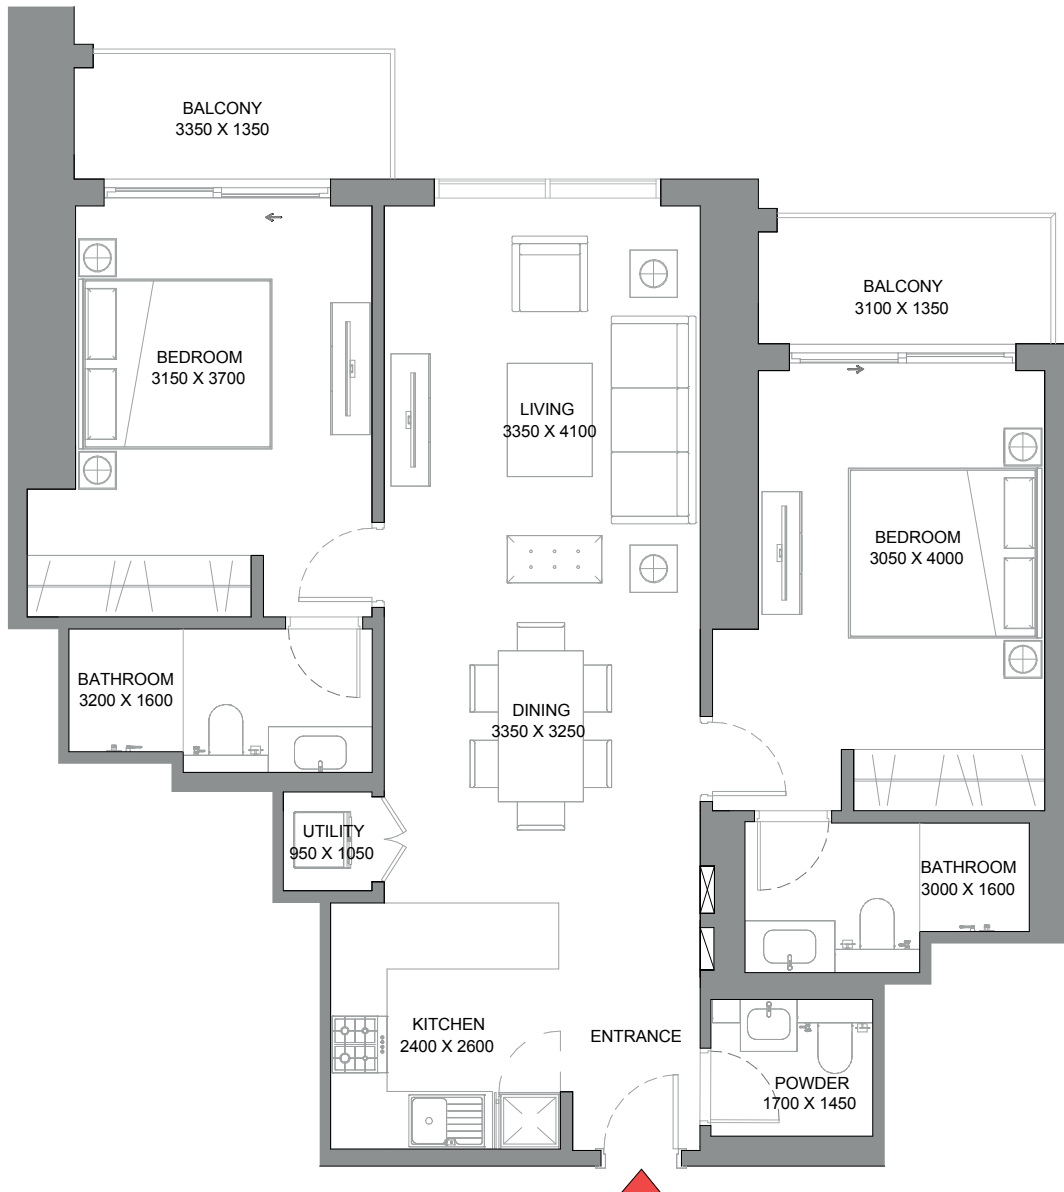 BALCONY
3350 X 1350
BALCONY
3100 X 1350
BEDROOM
3150 X 3700
LIVING
3350 X 4100
BEDROOM
3050 X 4000
BATHROOM
3200 X 1600
DINING
3350 X 3250
UTILITY
950 X 1050
BATHROOM
3000 X 1600
KITCHEN
2400 X 2600
ENTRANCE
POWDER
1700 X 1450